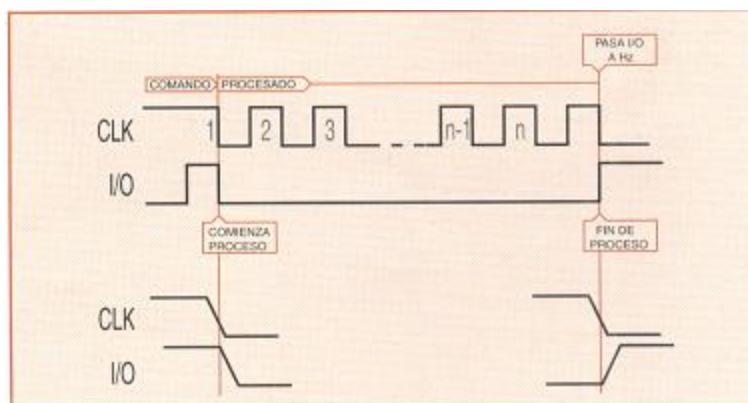 PASA I/O
A Hz
COMANDO
PROCESADO
CLK
1
2
3
n-1
n
I/O
COMIENZA
PROCESO
FIN DE
PROCESO
CLK
I/O